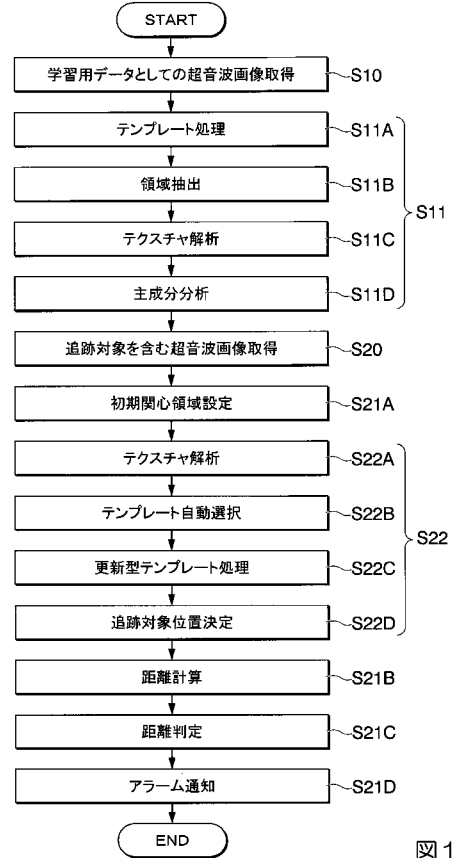 START
学習用データとしての超音波画像取得 S10
テンプレート処理 S11A
領域抽出 S11B
テクスチャ解析 S11C
主成分分析 S11D
S11
追跡対象を含む超音波画像取得 S20
初期関心領域設定 S21A
テクスチャ解析 S22A
テンプレート自動選択 S22B
更新型テンプレート処理 S22C
追跡対象位置決定 S22D
S22
距離計算 S21B
距離判定 S21C
アラーム通知 S21D
END
図1